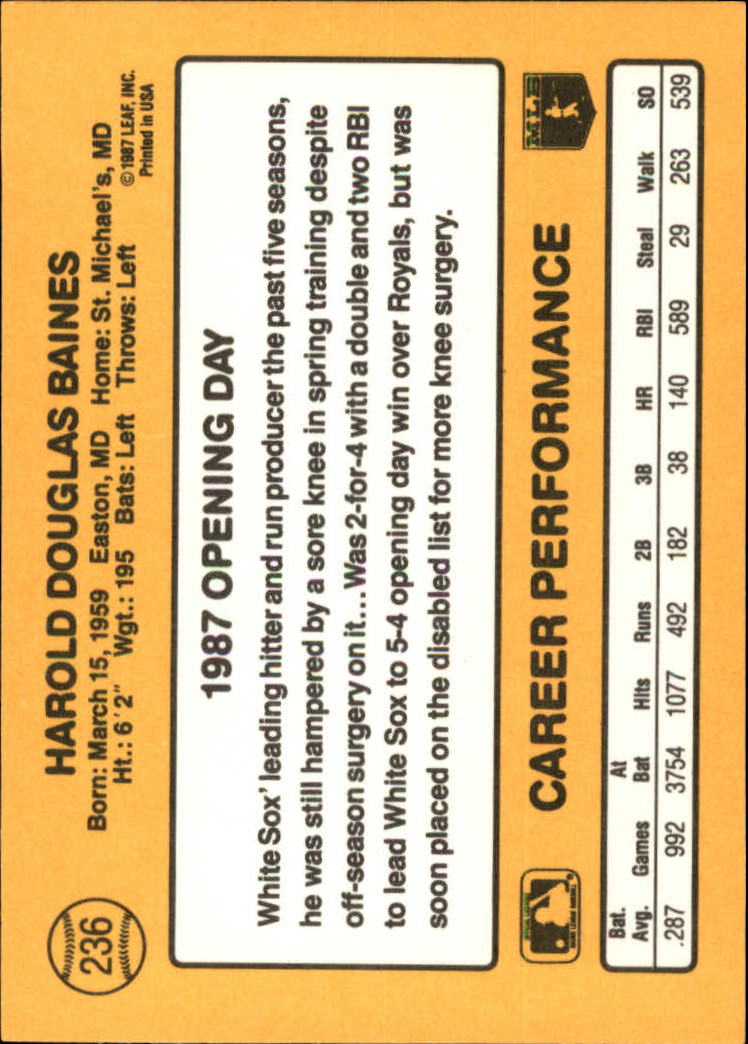 236
HAROLD DOUGLAS BAINES
Born: March 15, 1959 Easton, MD Home: St. Michael's, MD
Ht.: 6'2" Wgt.: 195 Bats: Left Throws: Left
© 1987 LEAF, INC.
Printed in USA
1987 OPENING DAY
White Sox' leading hitter and run producer the past five seasons,
he was still hampered by a sore knee in spring training despite
off-season surgery on it... Was 2-for-4 with a double and two RBI
to lead White Sox to 5-4 opening day win over Royals, but was
soon placed on the disabled list for more knee surgery.
CAREER PERFORMANCE
MLB
Bat. Avg. Games At Bat Hits Runs 2B 3B HR RBI Steal Walk SO
.287 992 3754 1077 492 182 38 140 589 29 263 539